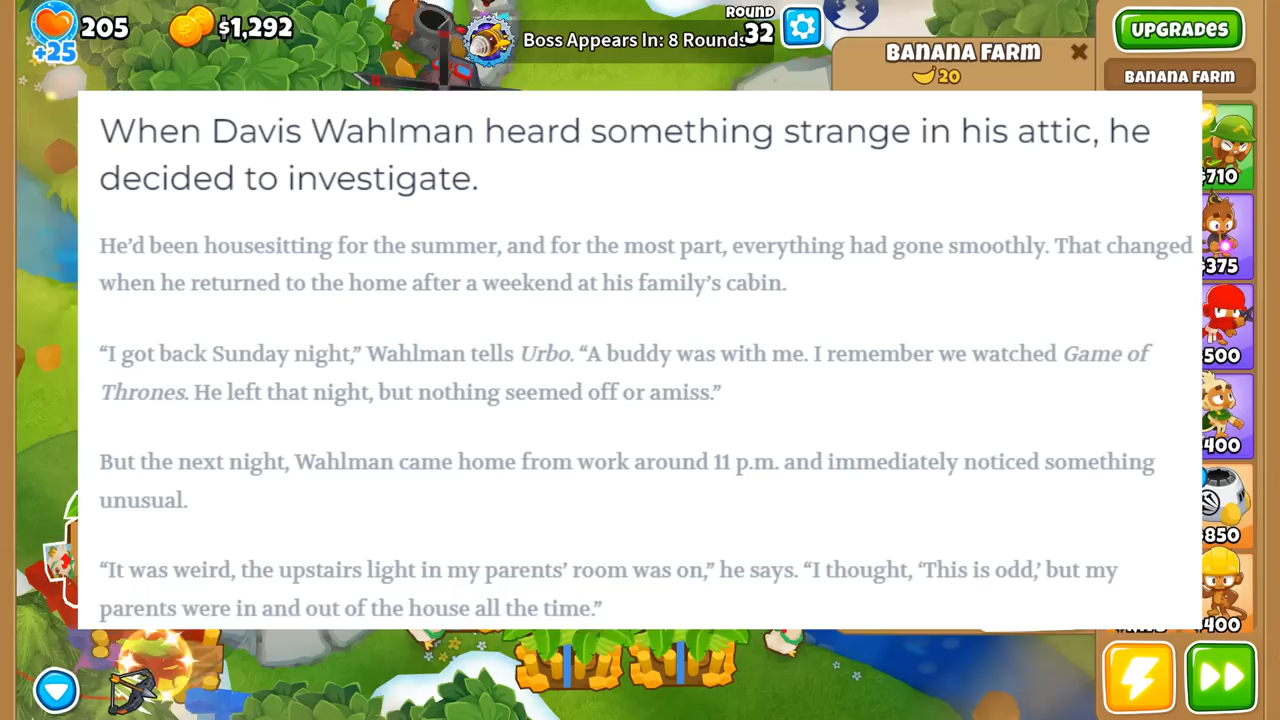 205
+25
$1,292
Boss Appears In: 8 Rounds
ROUND
32
BANANA FARM
20
UPGRADES
BANANA FARM
When Davis Wahlman heard something strange in his attic, he
decided to investigate.
He’d been housesitting for the summer, and for the most part, everything had gone smoothly. That changed
when he returned to the home after a weekend at his family’s cabin.
“I got back Sunday night,” Wahlman tells Urbo. “A buddy was with me. I remember we watched Game of
Thrones. He left that night, but nothing seemed off or amiss.”
But the next night, Wahlman came home from work around 11 p.m. and immediately noticed something
unusual.
“It was weird, the upstairs light in my parents’ room was on,” he says. “I thought, ‘This is odd,’ but my
parents were in and out of the house all the time.”
710
375
500
400
850
400